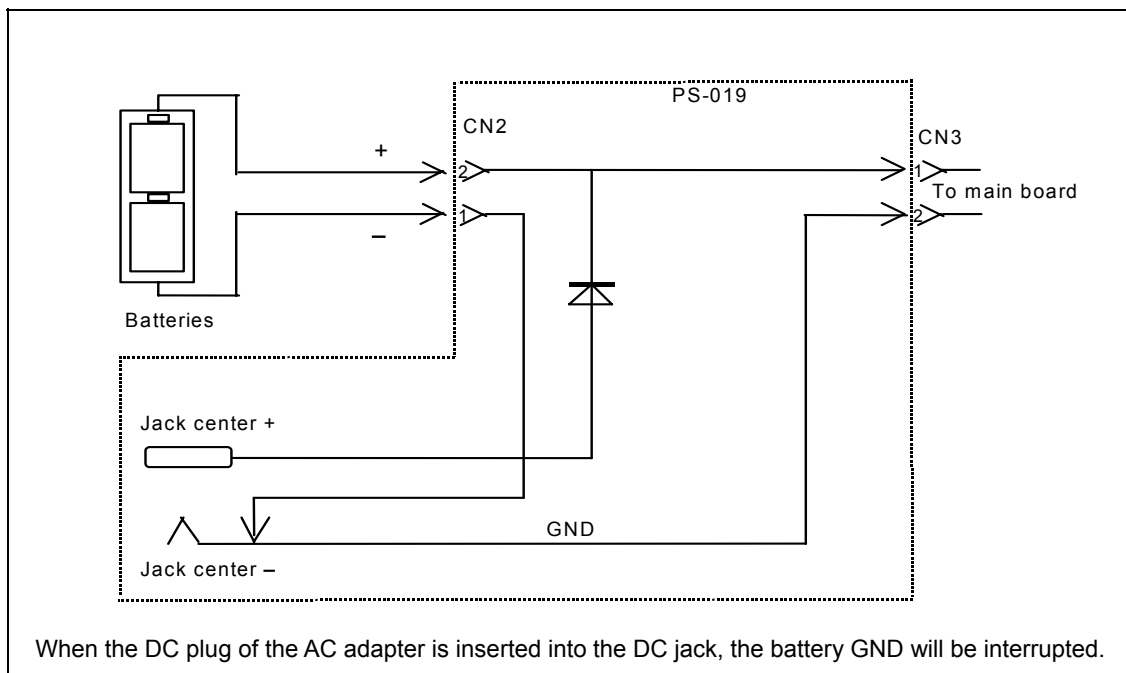 PS-019
CN2
CN3
+
2
1
1
To main board
–
2
Batteries
Jack center +
GND
Jack center –
When the DC plug of the AC adapter is inserted into the DC jack, the battery GND will be interrupted.